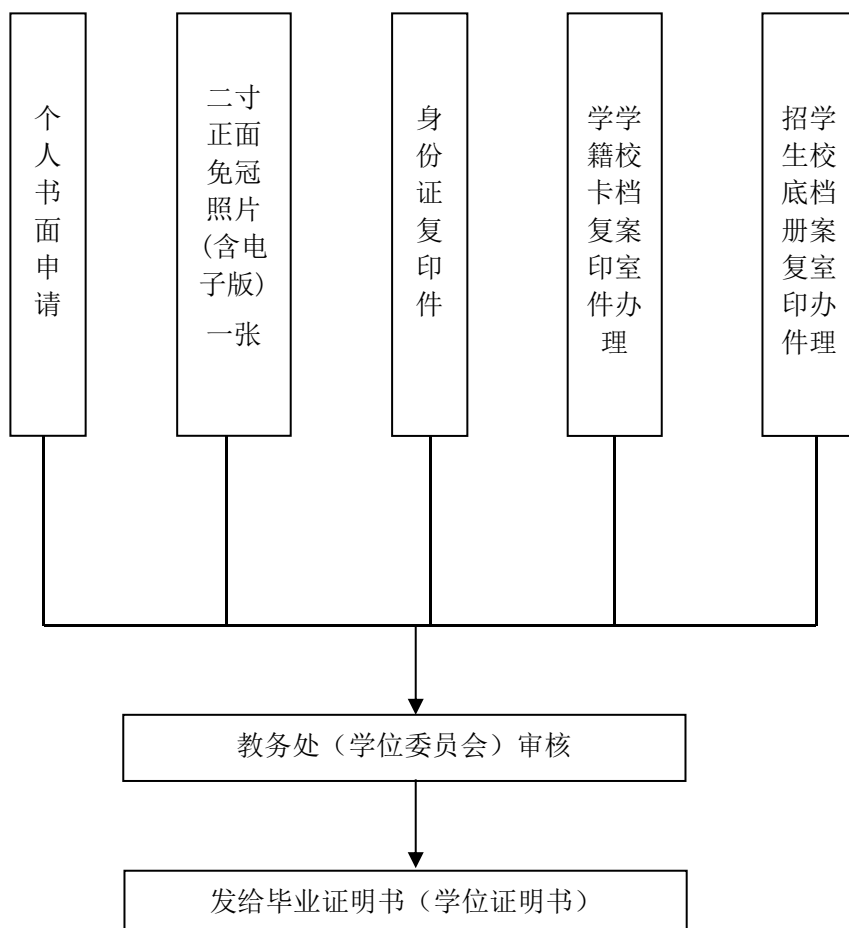 个人书面申请
二寸
正面
免冠
照片
(含电
子版)
一张
身份证复印件
学籍卡复印件
学校档案室办理
招生底册复印件
学校档案室办理
教务处（学位委员会）审核
发给毕业证明书（学位证明书）